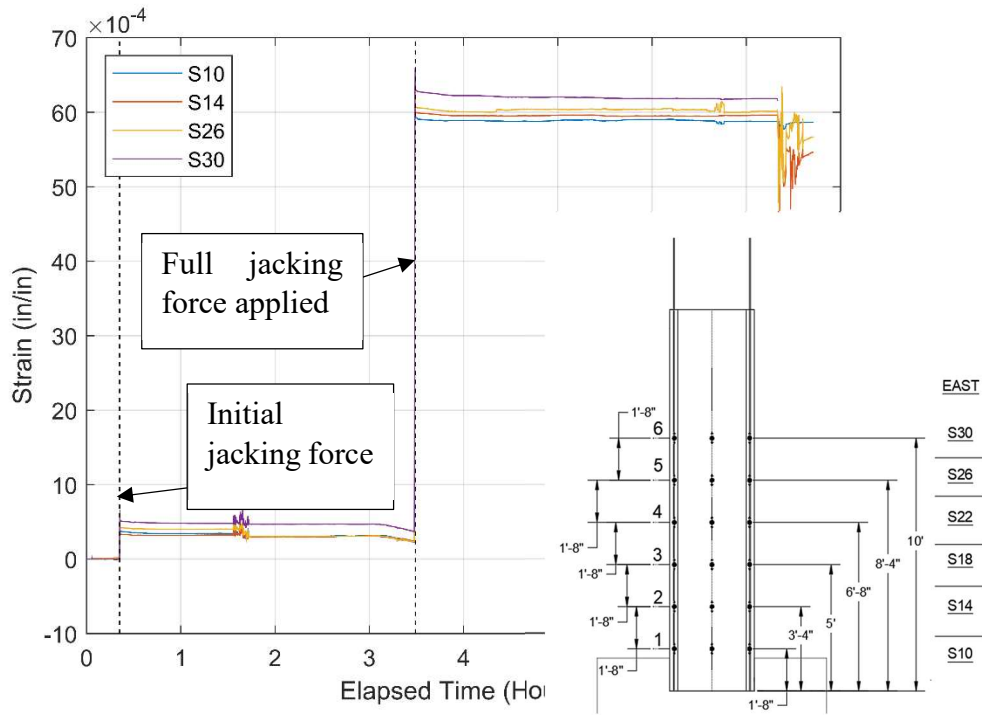 ×10-4
70
60
50
40
30
20
10
0
-10
Strain (in/in)
S10
S14
S26
S30
Full jacking
force applied
Initial
jacking force
0
1
2
3
4
Elapsed Time (Hou
EAST
S30
S26
S22
S18
S14
S10
6
5
4
3
2
1
1'-8"
1'-8"
1'-8"
1'-8"
1'-8"
1'-8"
10'
8'-4"
6'-8"
5'
3'-4"
1'-8"